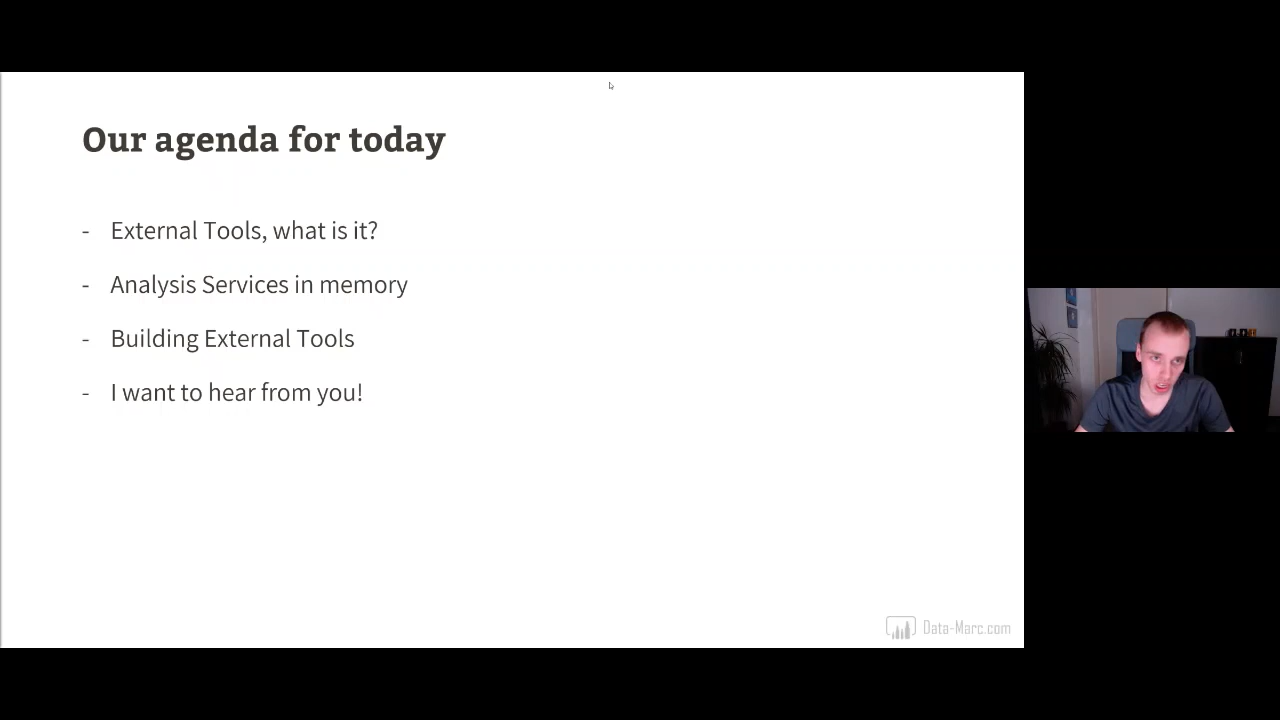 Our agenda for today
- External Tools, what is it?
- Analysis Services in memory
- Building External Tools
- I want to hear from you!
Data-Marc.com